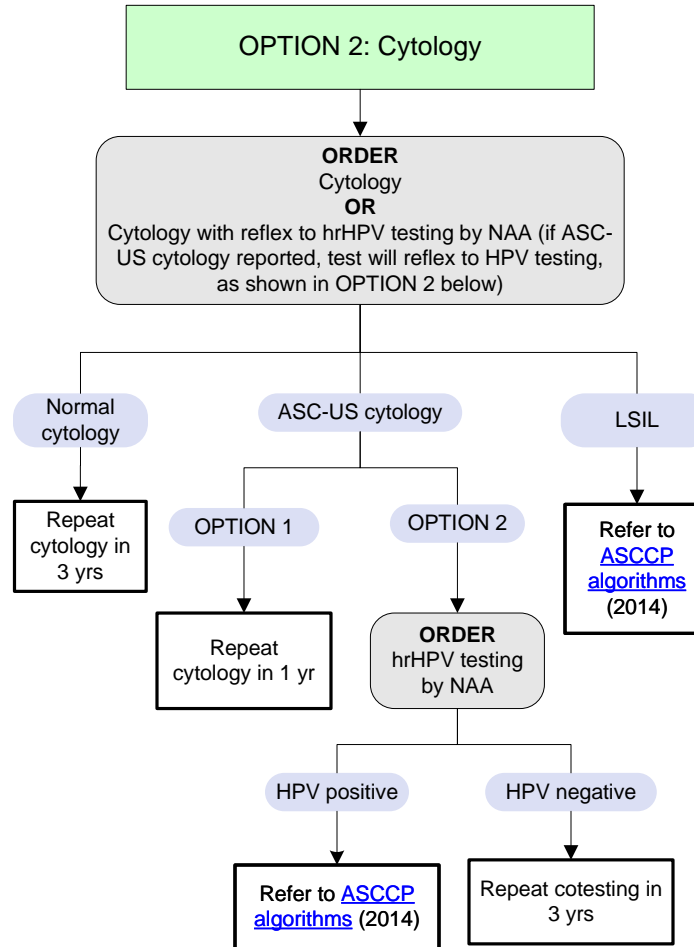 OPTION 2: Cytology
ORDER
Cytology
OR
Cytology with reflex to hrHPV testing by NAA (if ASC-
US cytology reported, test will reflex to HPV testing,
as shown in OPTION 2 below)
Normal
cytology
ASC-US cytology
LSIL
Repeat
cytology in
3 yrs
OPTION 1
OPTION 2
Refer to
ASCCP
algorithms
(2014)
Repeat
cytology in 1 yr
ORDER
hrHPV testing
by NAA
HPV positive
HPV negative
Refer to ASCCP
algorithms (2014)
Repeat cotesting in
3 yrs